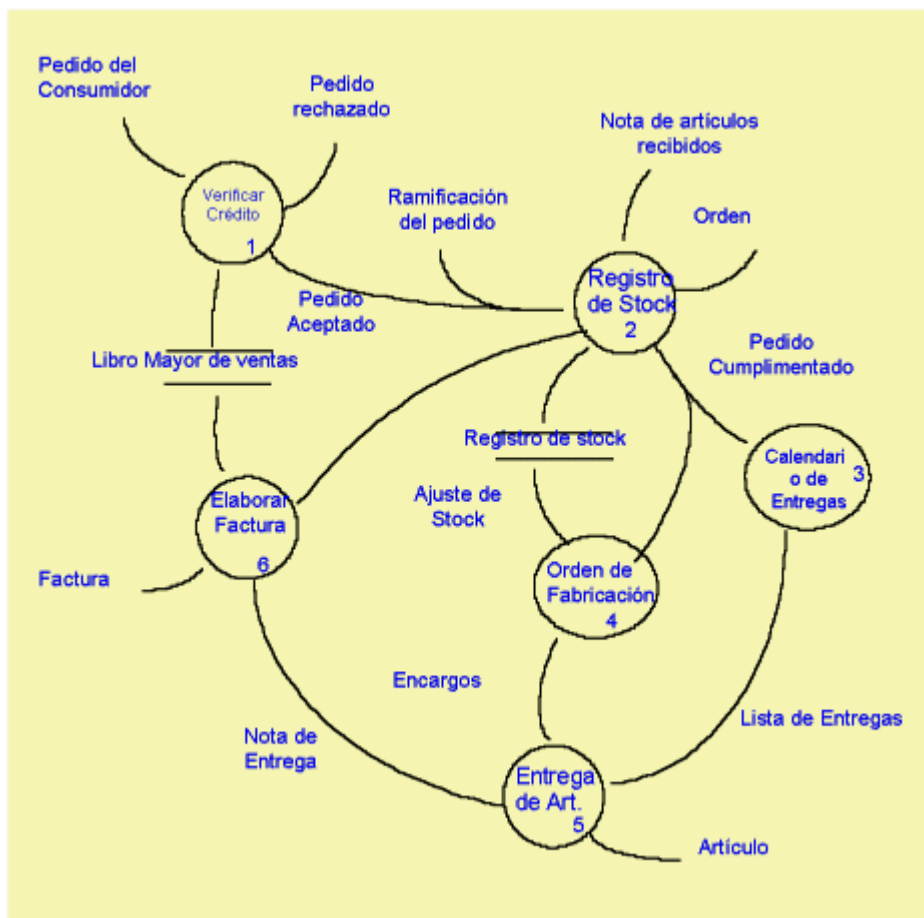 Pedido del
Consumidor
Pedido
rechazado
Nota de artículos
recibidos
Verificar
Crédito
1
Ramificación
del pedido
Orden
Registro
de Stock
2
Pedido
Aceptado
Pedido
Cumplimentado
Libro Mayor de ventas
Registro de stock
Calendari
o de
Entregas
3
Elaborar
Factura
6
Ajuste de
Stock
Factura
Orden de
Fabricación
4
Encargos
Lista de Entregas
Nota de
Entrega
Entrega
de Art.
5
Artículo